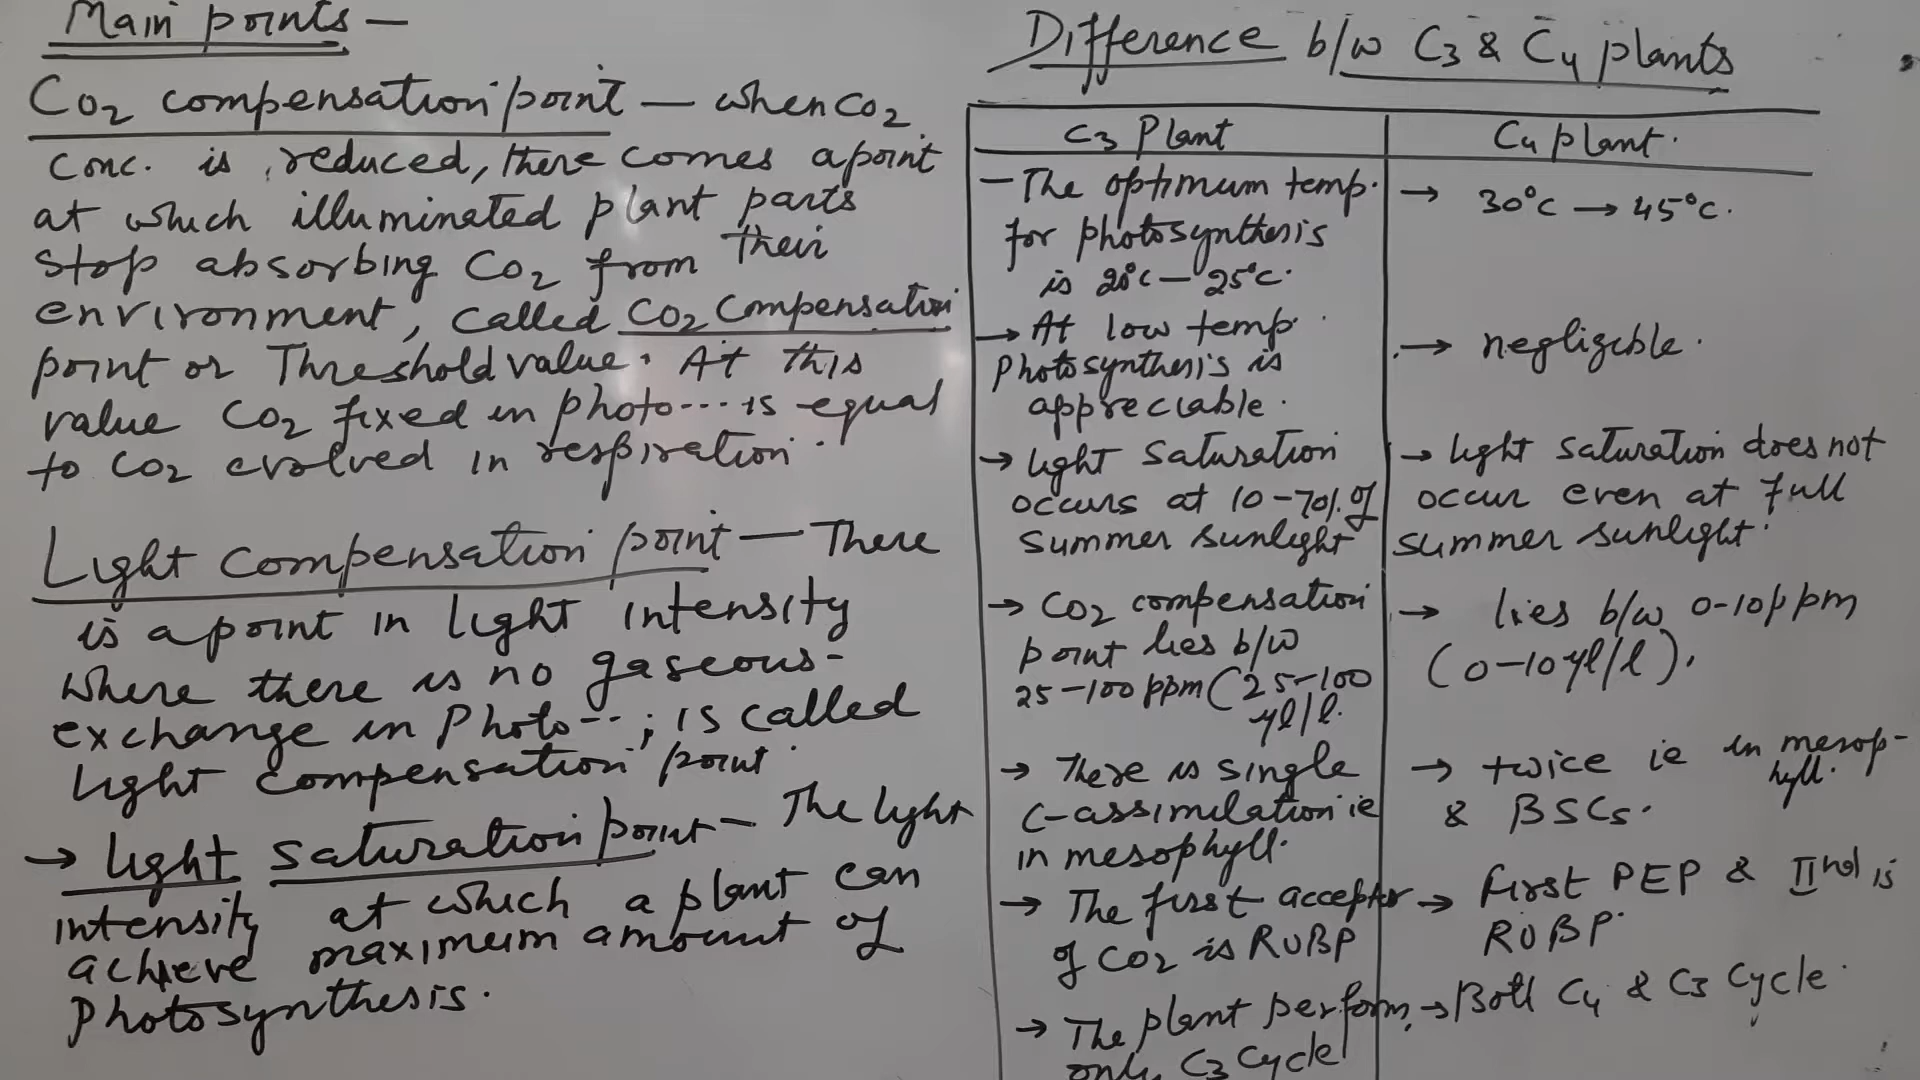 Main points —
CO2 compensation point — when CO2
conc. is reduced, there comes a point
at which illuminated plant parts
stop absorbing CO2 from their
environment, called CO2 Compensation
point or Threshold value. At this
value CO2 fixed in photo... is equal
to CO2 evolved in respiration.
Light compensation point — There
is a point in light intensity
where there is no gaseous-
exchange in Photo--; is called
light compensation point.
→ light saturation point — The light
intensity at which a plant can
achieve maximum amount of
Photosynthesis.
Difference b/w C3 & C4 plants
C3 Plant
C4 plant.
— The optimum temp.
for photosynthesis
is 20°C — 25°C.
→ 30°C → 45°C.
→ At low temp.
Photosynthesis is
appreciable.
→ negligible.
→ light saturation
occurs at 10-70% of
summer sunlight
→ light saturation does not
occur even at full
summer sunlight.
→ CO2 compensation
point lies b/w
25-100 ppm (25-100
μl/l.
→ lies b/w 0-10ppm
(0-10 μl/l).
→ There is single
C-assimilation ie
in mesophyll.
→ twice ie in mesop-
hyll.
& BSCs.
→ The first acceptor
of CO2 is RUBP
→ first PEP & IInd is
RUBP.
→ The plant perform
only C3 Cycle
→ Both C4 & C3 Cycle.